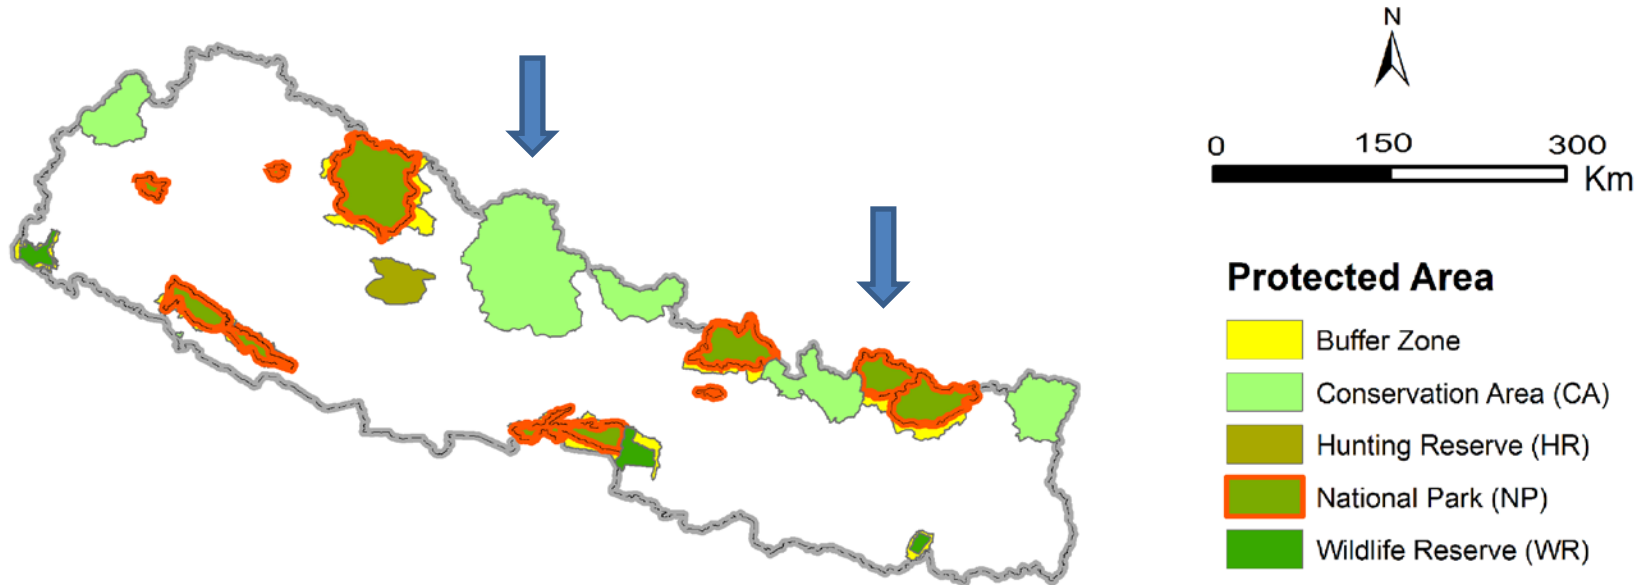 N
0 150 300
Km
Protected Area
Buffer Zone
Conservation Area (CA)
Hunting Reserve (HR)
National Park (NP)
Wildlife Reserve (WR)